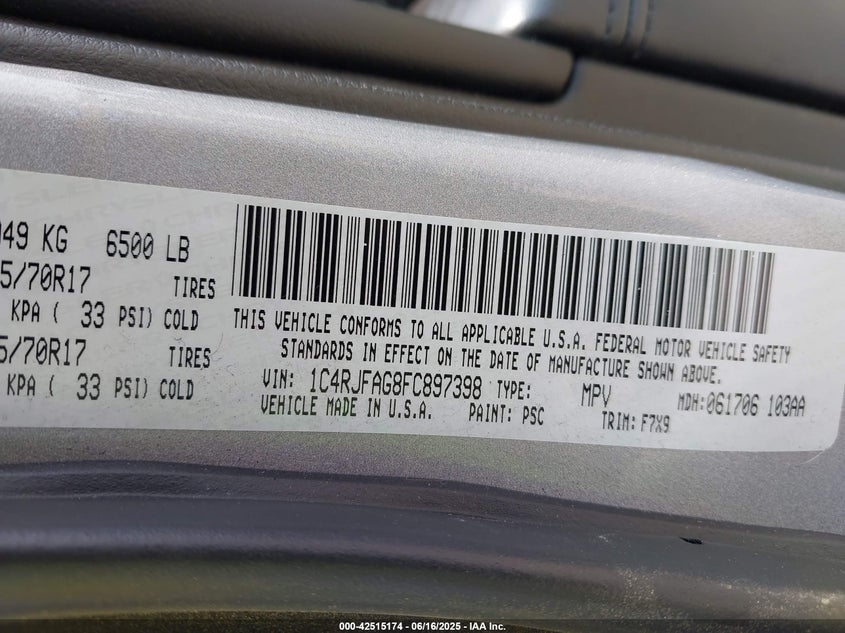 049 KG 6500 LB
5/70R17 TIRES
KPA ( 33 PSI) COLD
5/70R17 TIRES
KPA ( 33 PSI) COLD
THIS VEHICLE CONFORMS TO ALL APPLICABLE U.S.A. FEDERAL MOTOR VEHICLE SAFETY
STANDARDS IN EFFECT ON THE DATE OF MANUFACTURE SHOWN ABOVE.
VIN: 1C4RJFAG8FC897398 TYPE: MPV MDH:061706 103AA
VEHICLE MADE IN U.S.A. PAINT: PSC TRIM: F7X9
000-42515174 - 06/16/2025 - IAA Inc.